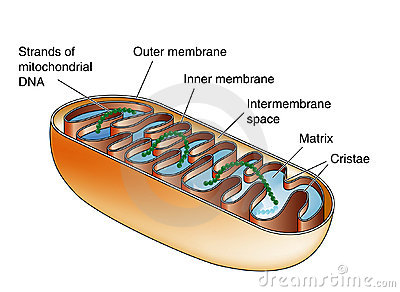 Strands of
mitochondrial
DNA
Outer membrane
Inner membrane
Intermembrane
space
Matrix
Cristae
dreamstime.com